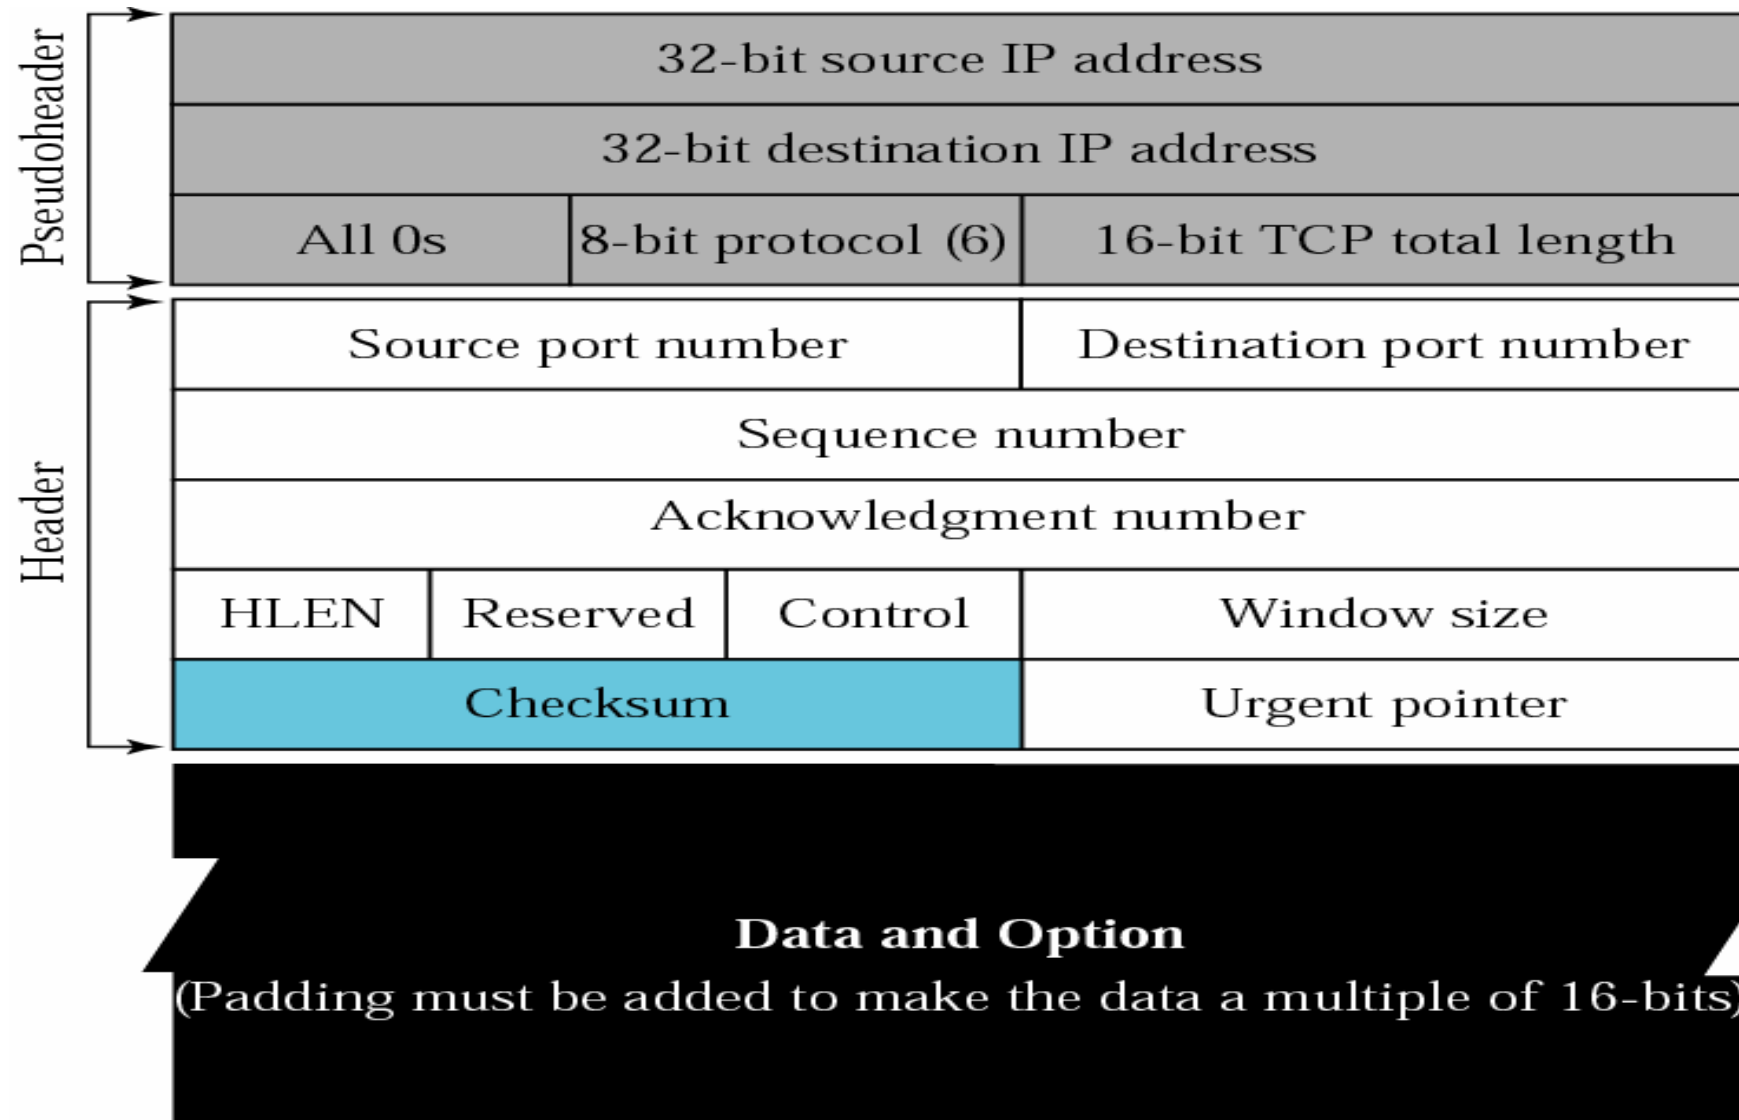 Pseudoheader
32-bit source IP address
32-bit destination IP address
All 0s
8-bit protocol (6)
16-bit TCP total length
Header
Source port number
Destination port number
Sequence number
Acknowledgment number
HLEN
Reserved
Control
Window size
Checksum
Urgent pointer
Data and Option
(Padding must be added to make the data a multiple of 16-bits)